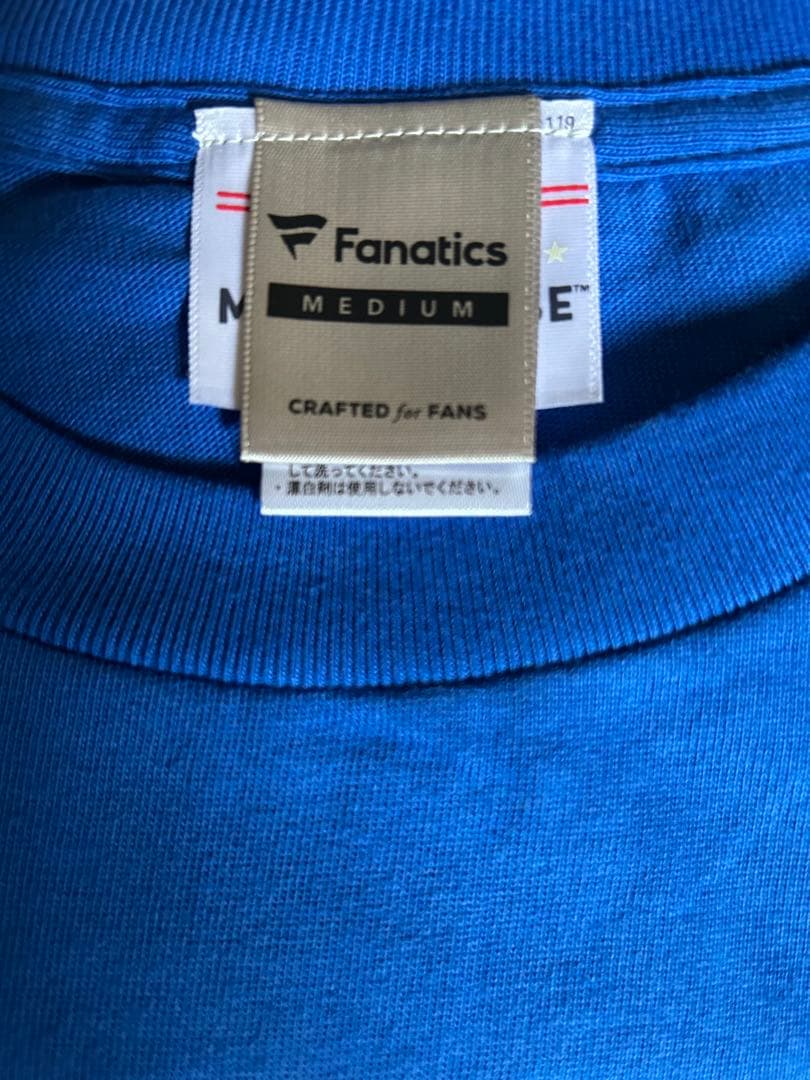 119
Fanatics
MEDIUM
CRAFTED for FANS
して洗ってください。
・漂白剤は使用しないでください。